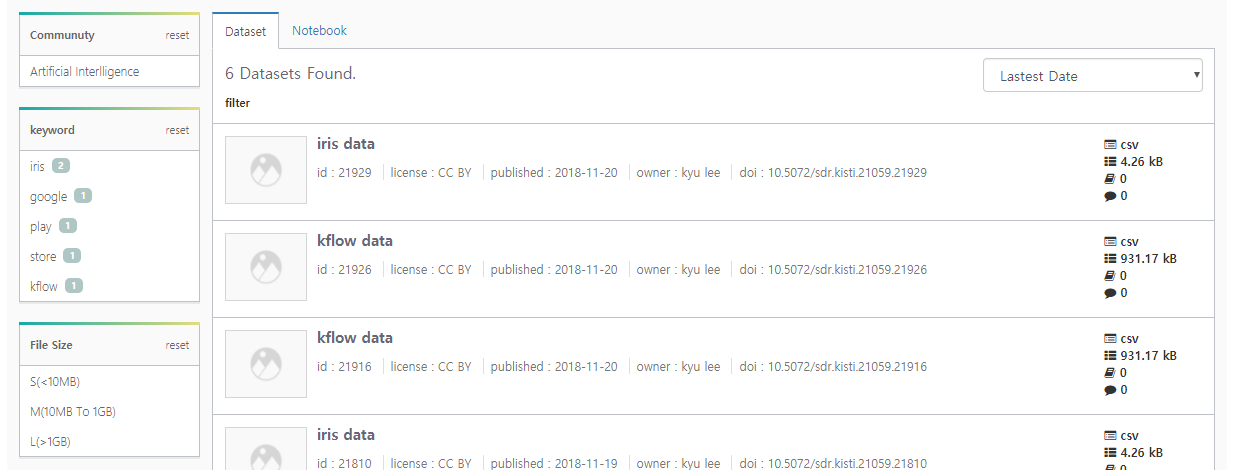 Communuty reset
Artificial Interlligence
keyword reset
iris 2
google 1
play 1
store 1
kflow 1
File Size reset
S(<10MB)
M(10MB To 1GB)
L(>1GB)
Dataset Notebook
6 Datasets Found.
Lastest Date
filter
iris data
id : 21929 license : CC BY published : 2018-11-20 owner : kyu lee doi : 10.5072/sdr.kisti.21059.21929
csv
4.26 kB
0
0
kflow data
id : 21926 license : CC BY published : 2018-11-20 owner : kyu lee doi : 10.5072/sdr.kisti.21059.21926
csv
931.17 kB
0
0
kflow data
id : 21916 license : CC BY published : 2018-11-20 owner : kyu lee doi : 10.5072/sdr.kisti.21059.21916
csv
931.17 kB
0
0
iris data
id : 21810 license : CC BY published : 2018-11-19 owner : kyu lee doi : 10.5072/sdr.kisti.21059.21810
csv
4.26 kB